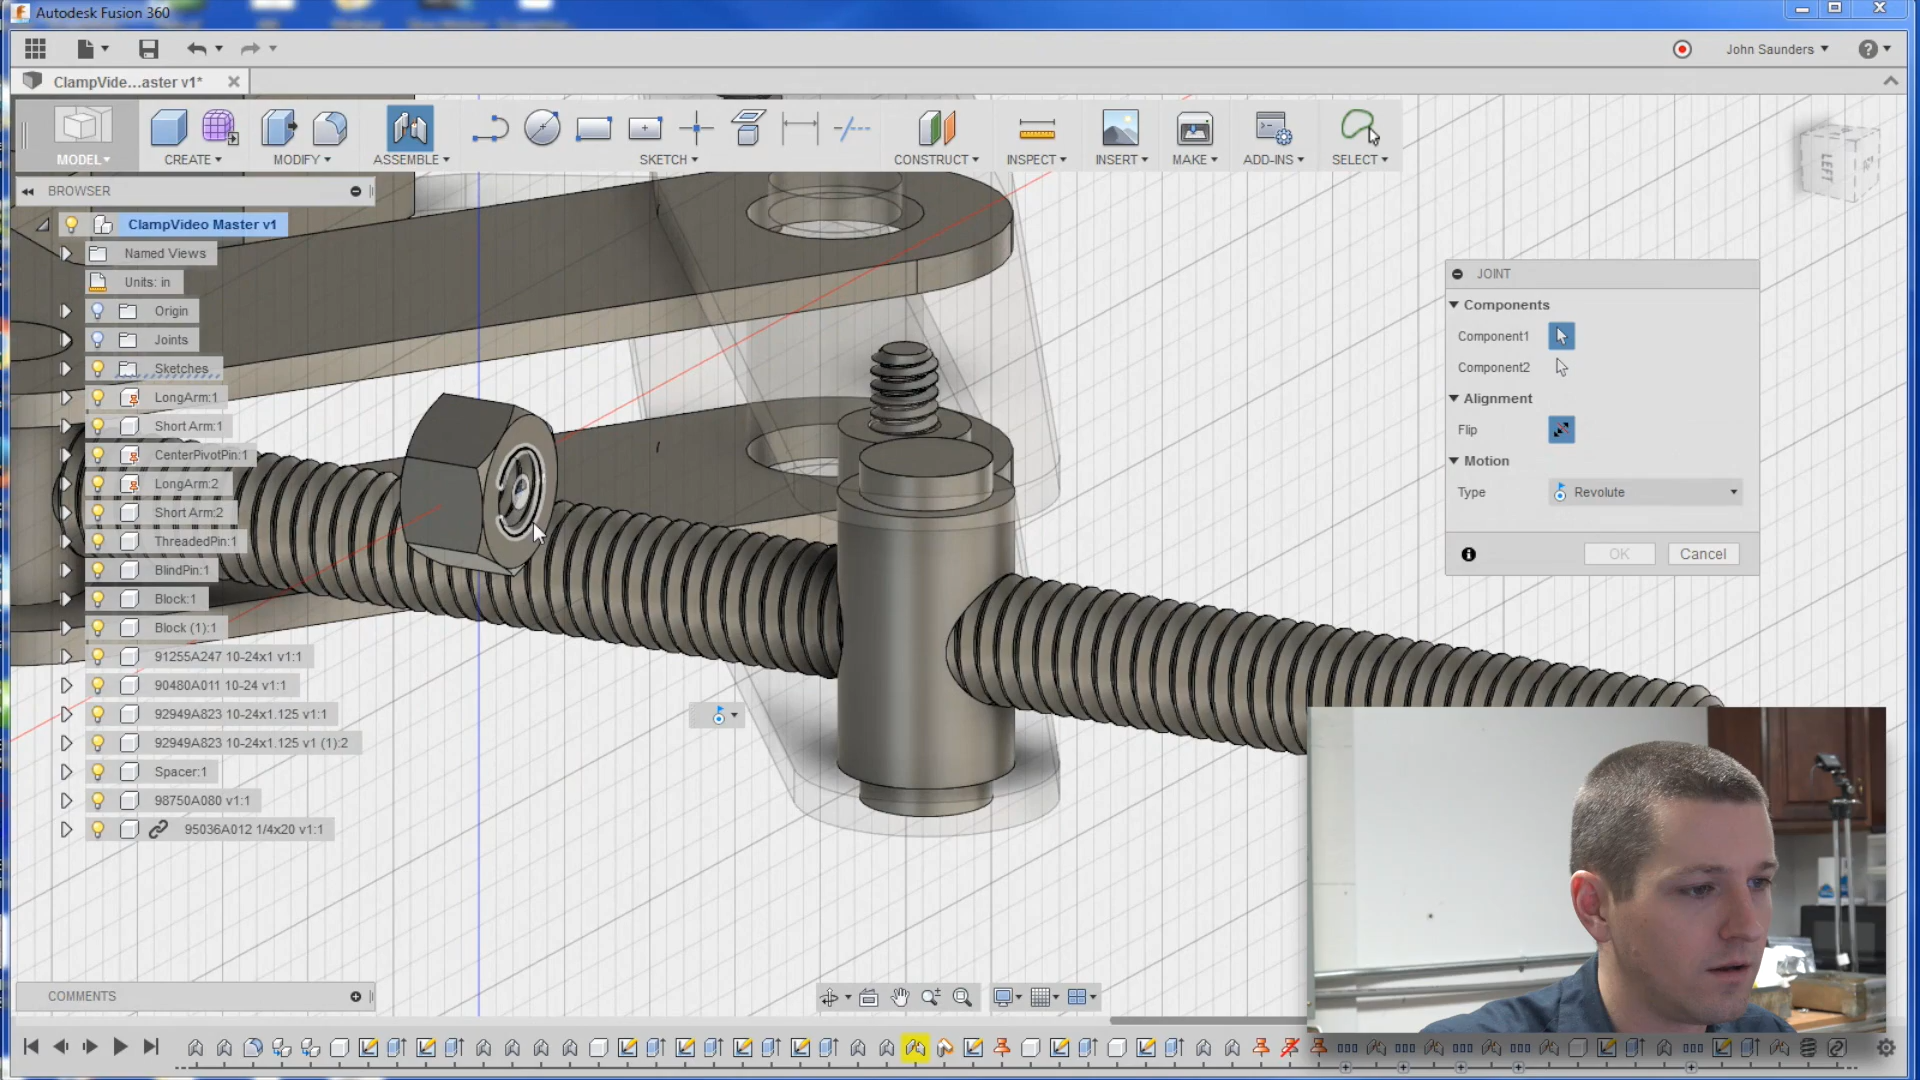 Autodesk Fusion 360
John Saunders
ClampVide...aster v1*
MODEL
CREATE
MODIFY
ASSEMBLE
SKETCH
CONSTRUCT
INSPECT
INSERT
MAKE
ADD-INS
SELECT
BROWSER
ClampVideo Master v1
Named Views
Units: in
Origin
Joints
Sketches
LongArm:1
Short Arm:1
CenterPivotPin:1
LongArm:2
Short Arm:2
ThreadedPin:1
BlindPin:1
Block:1
Block (1):1
91255A247 10-24x1 v1:1
90480A011 10-24 v1:1
92949A823 10-24x1.125 v1:1
92949A823 10-24x1.125 v1 (1):2
Spacer:1
98750A080 v1:1
95036A012 1/4x20 v1:1
LEFT
JOINT
Components
Component1
Component2
Alignment
Flip
Motion
Type
Revolute
OK
Cancel
COMMENTS